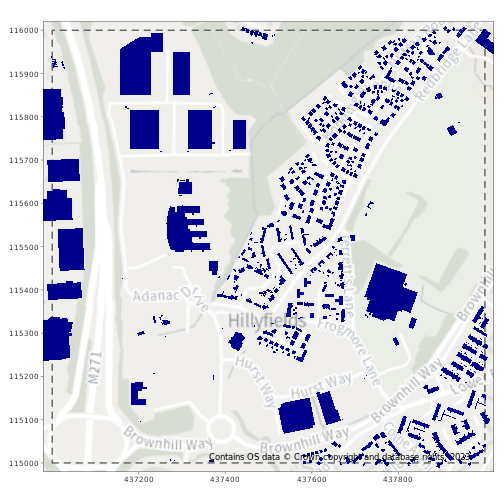 116000
115900
115800
115700
115600
115500
115400
115300
115200
115100
115000
437200
437400
437600
437800
Redbridge Lane
Adanac Drive
Hillyfields
Frogmore Lane
M271
Hurst Way
Hurst Way
Brownhill Way
Brownhill Way
Brownhill Way
Contains OS data © Crown copyright and database rights 2023